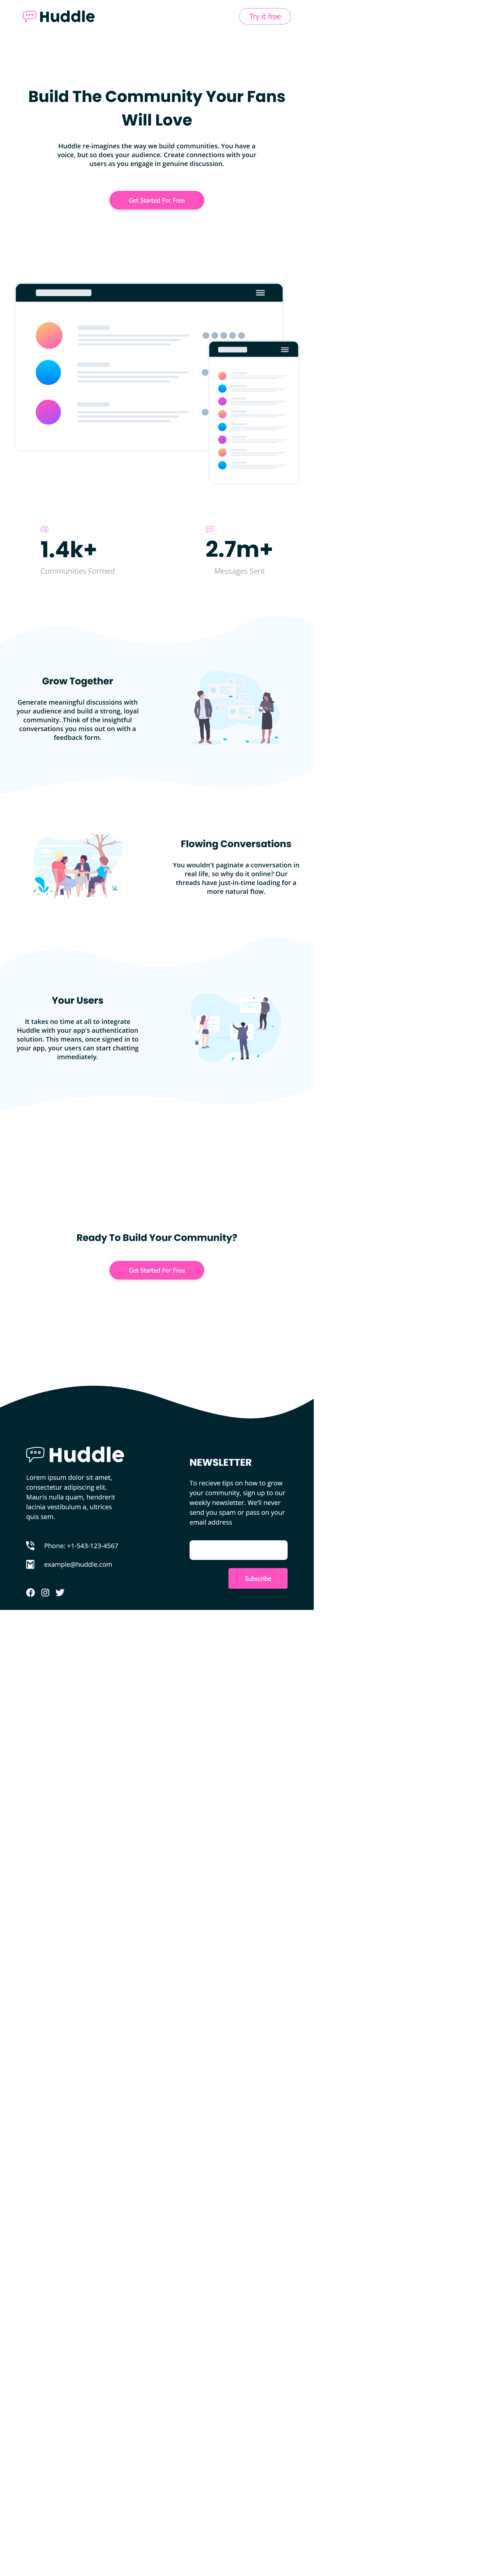 Huddle
Try it free
Build The Community Your Fans
Will Love
Huddle re-imagines the way we build communities. You have a
voice, but so does your audience. Create connections with your
users as you engage in genuine discussion.
Get Started For Free
1.4k+
Communities Formed
2.7m+
Messages Sent
Grow Together
Generate meaningful discussions with
your audience and build a strong, loyal
community. Think of the insightful
conversations you miss out on with a
feedback form.
Flowing Conversations
You wouldn't paginate a conversation in
real life, so why do it online? Our
threads have just-in-time loading for a
more natural flow.
Your Users
It takes no time at all to integrate
Huddle with your app's authentication
solution. This means, once signed in to
your app, your users can start chatting
immediately.
Ready To Build Your Community?
Get Started For Free
Huddle
Lorem ipsum dolor sit amet,
consectetur adipiscing elit.
Mauris nulla quam, hendrerit
lacinia vestibulum a, ultrices
quis sem.
Phone: +1-543-123-4567
example@huddle.com
NEWSLETTER
To recieve tips on how to grow
your community, sign up to our
weekly newsletter. We'll never
send you spam or pass on your
email address
Subscribe